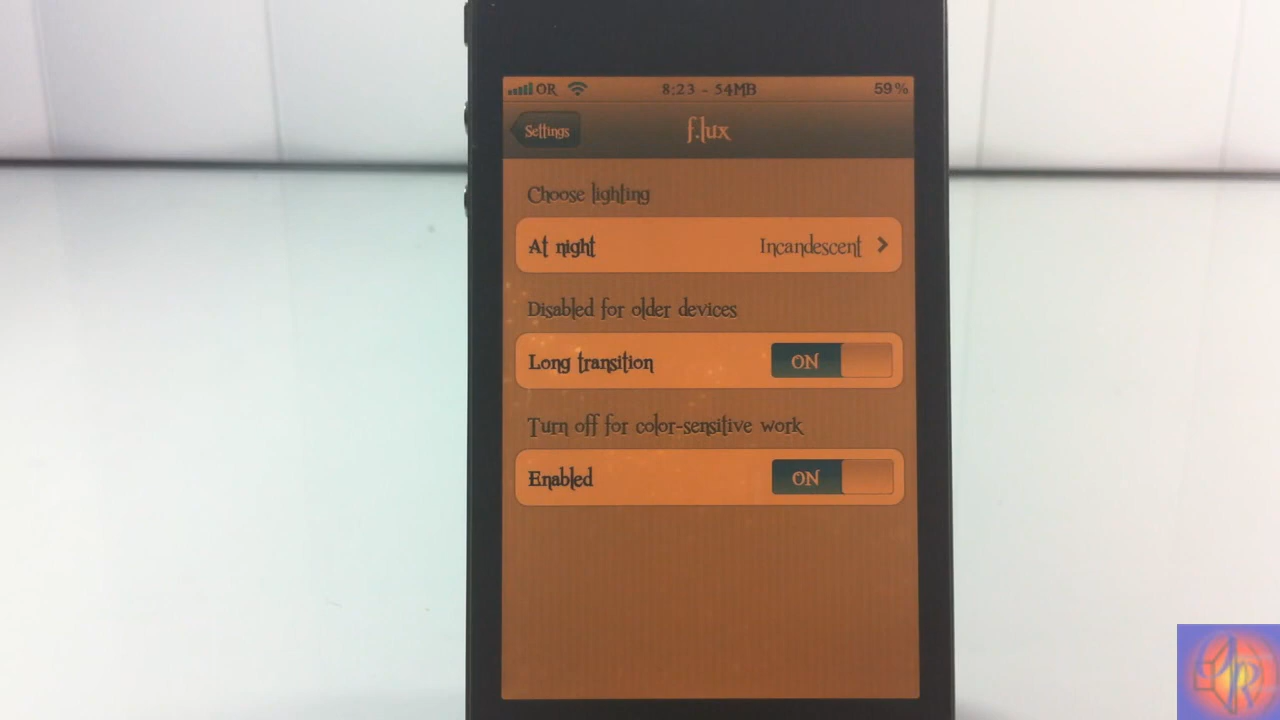 OR 8:23 - 54MB 59%
Settings f.lux
Choose lighting
At night Incandescent
Disabled for older devices
Long transition ON
Turn off for color-sensitive work
Enabled ON